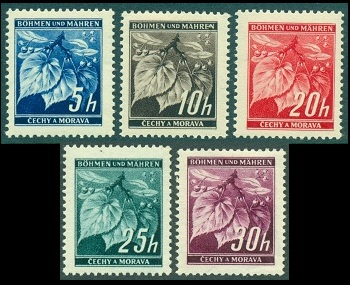 BÖHMEN UND MÄHREN
5h
ČECHY A MORAVA
BÖHMEN UND MÄHREN
10h
ČECHY A MORAVA
BÖHMEN UND MÄHREN
20h
ČECHY A MORAVA
BÖHMEN UND MÄHREN
25h
ČECHY A MORAVA
BÖHMEN UND MÄHREN
30h
ČECHY A MORAVA